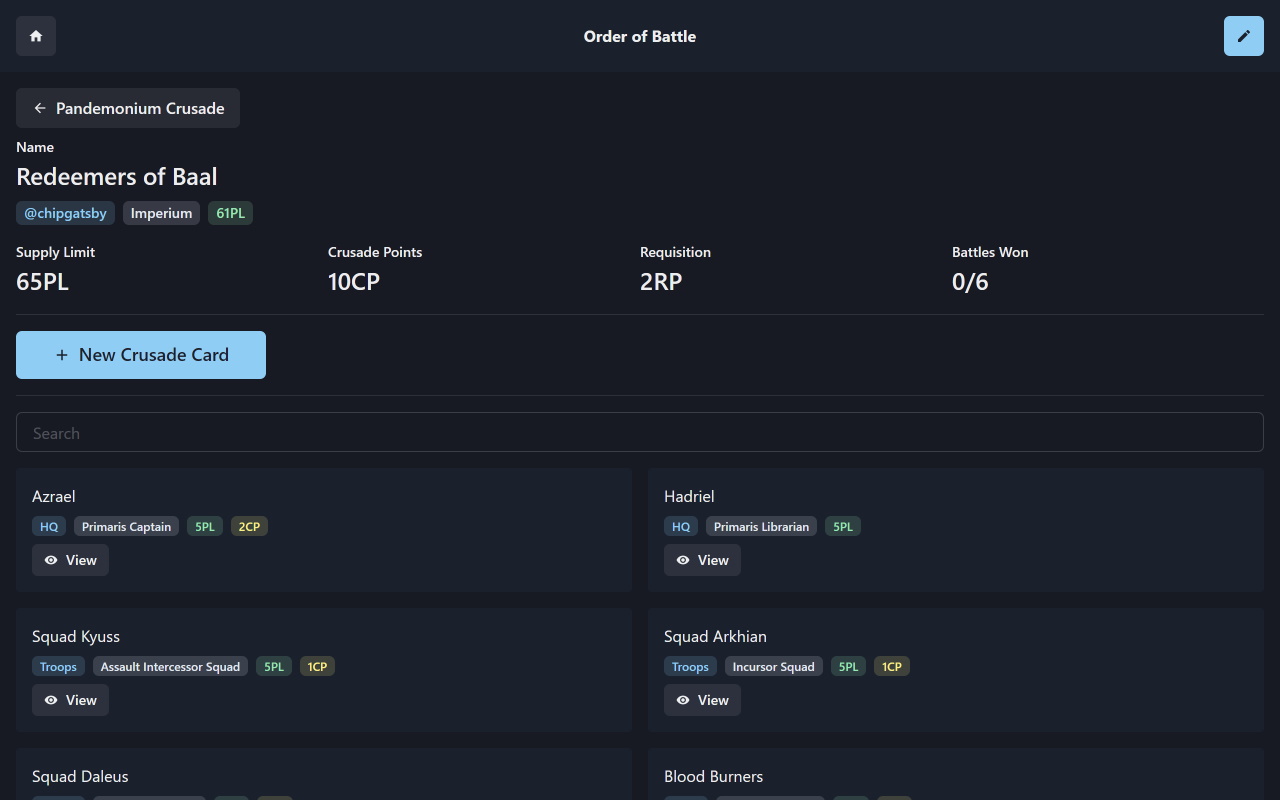 Order of Battle
Pandemonium Crusade
Name
Redeemers of Baal
@chipgatsby Imperium 61PL
Supply Limit Crusade Points Requisition Battles Won
65PL 10CP 2RP 0/6
+ New Crusade Card
Search
Azrael
HQ Primaris Captain 5PL 2CP
View
Hadriel
HQ Primaris Librarian 5PL
View
Squad Kyuss
Troops Assault Intercessor Squad 5PL 1CP
View
Squad Arkhian
Troops Incursor Squad 5PL 1CP
View
Squad Daleus
Blood Burners